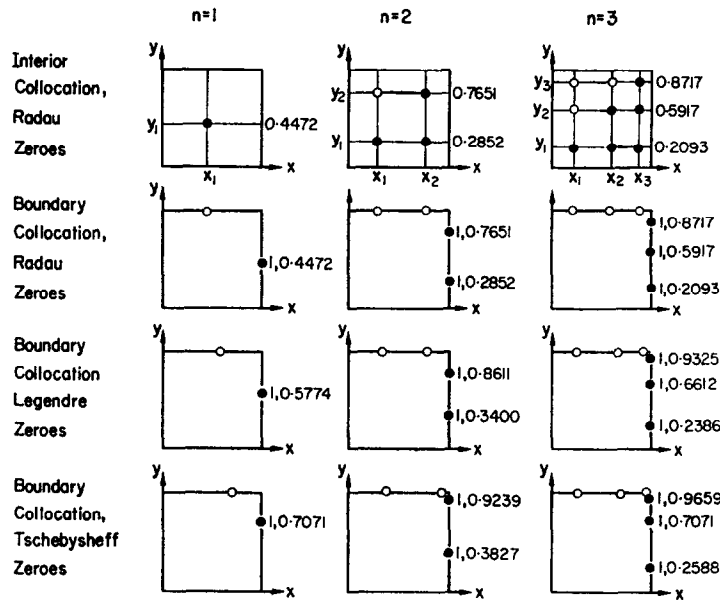 n=1 n=2 n=3
Interior
Collocation,
Radau
Zeroes
y
y₁
0·4472
x
x₁
y
y₂
0·7651
y₁
0·2852
x
x₁ x₂
y
y₃
0·8717
y₂
0·5917
y₁
0·2093
x
x₁ x₂ x₃
Boundary
Collocation,
Radau
Zeroes
y
1,0·4472
x
y
1,0·7651
1,0·2852
x
y
1,0·8717
1,0·5917
1,0·2093
x
Boundary
Collocation
Legendre
Zeroes
y
1,0·5774
x
y
1,0·8611
1,0·3400
x
y
1,0·9325
1,0·6612
1,0·2386
x
Boundary
Collocation,
Tschebysheff
Zeroes
y
1,0·7071
x
y
1,0·9239
1,0·3827
x
y
1,0·9659
1,0·7071
1,0·2588
x